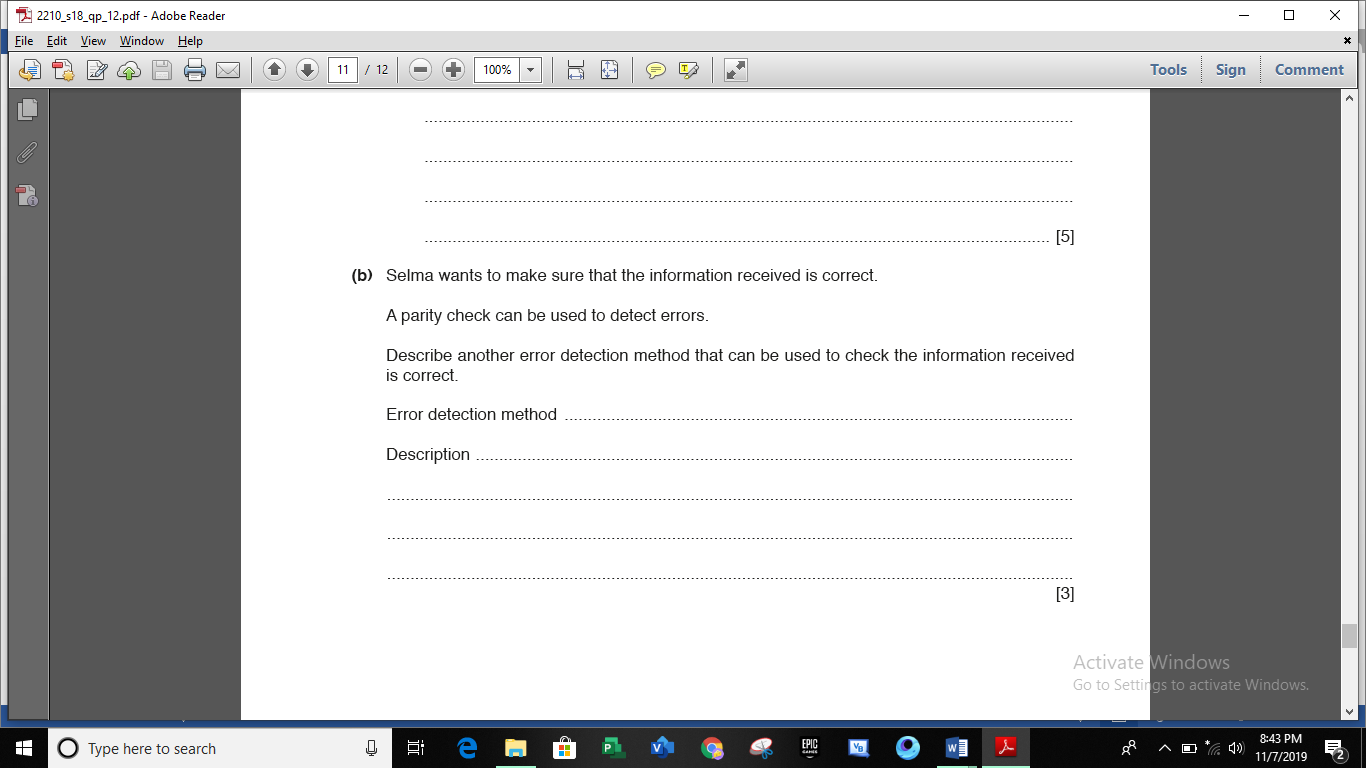 2210_s18_qp_12.pdf - Adobe Reader
File Edit View Window Help
11 / 12 100% Tools Sign Comment
[5]
(b) Selma wants to make sure that the information received is correct.
A parity check can be used to detect errors.
Describe another error detection method that can be used to check the information received
is correct.
Error detection method
Description
[3]
Activate Windows
Go to Settings to activate Windows.
Type here to search
EPIC GAMES
8:43 PM
11/7/2019
2